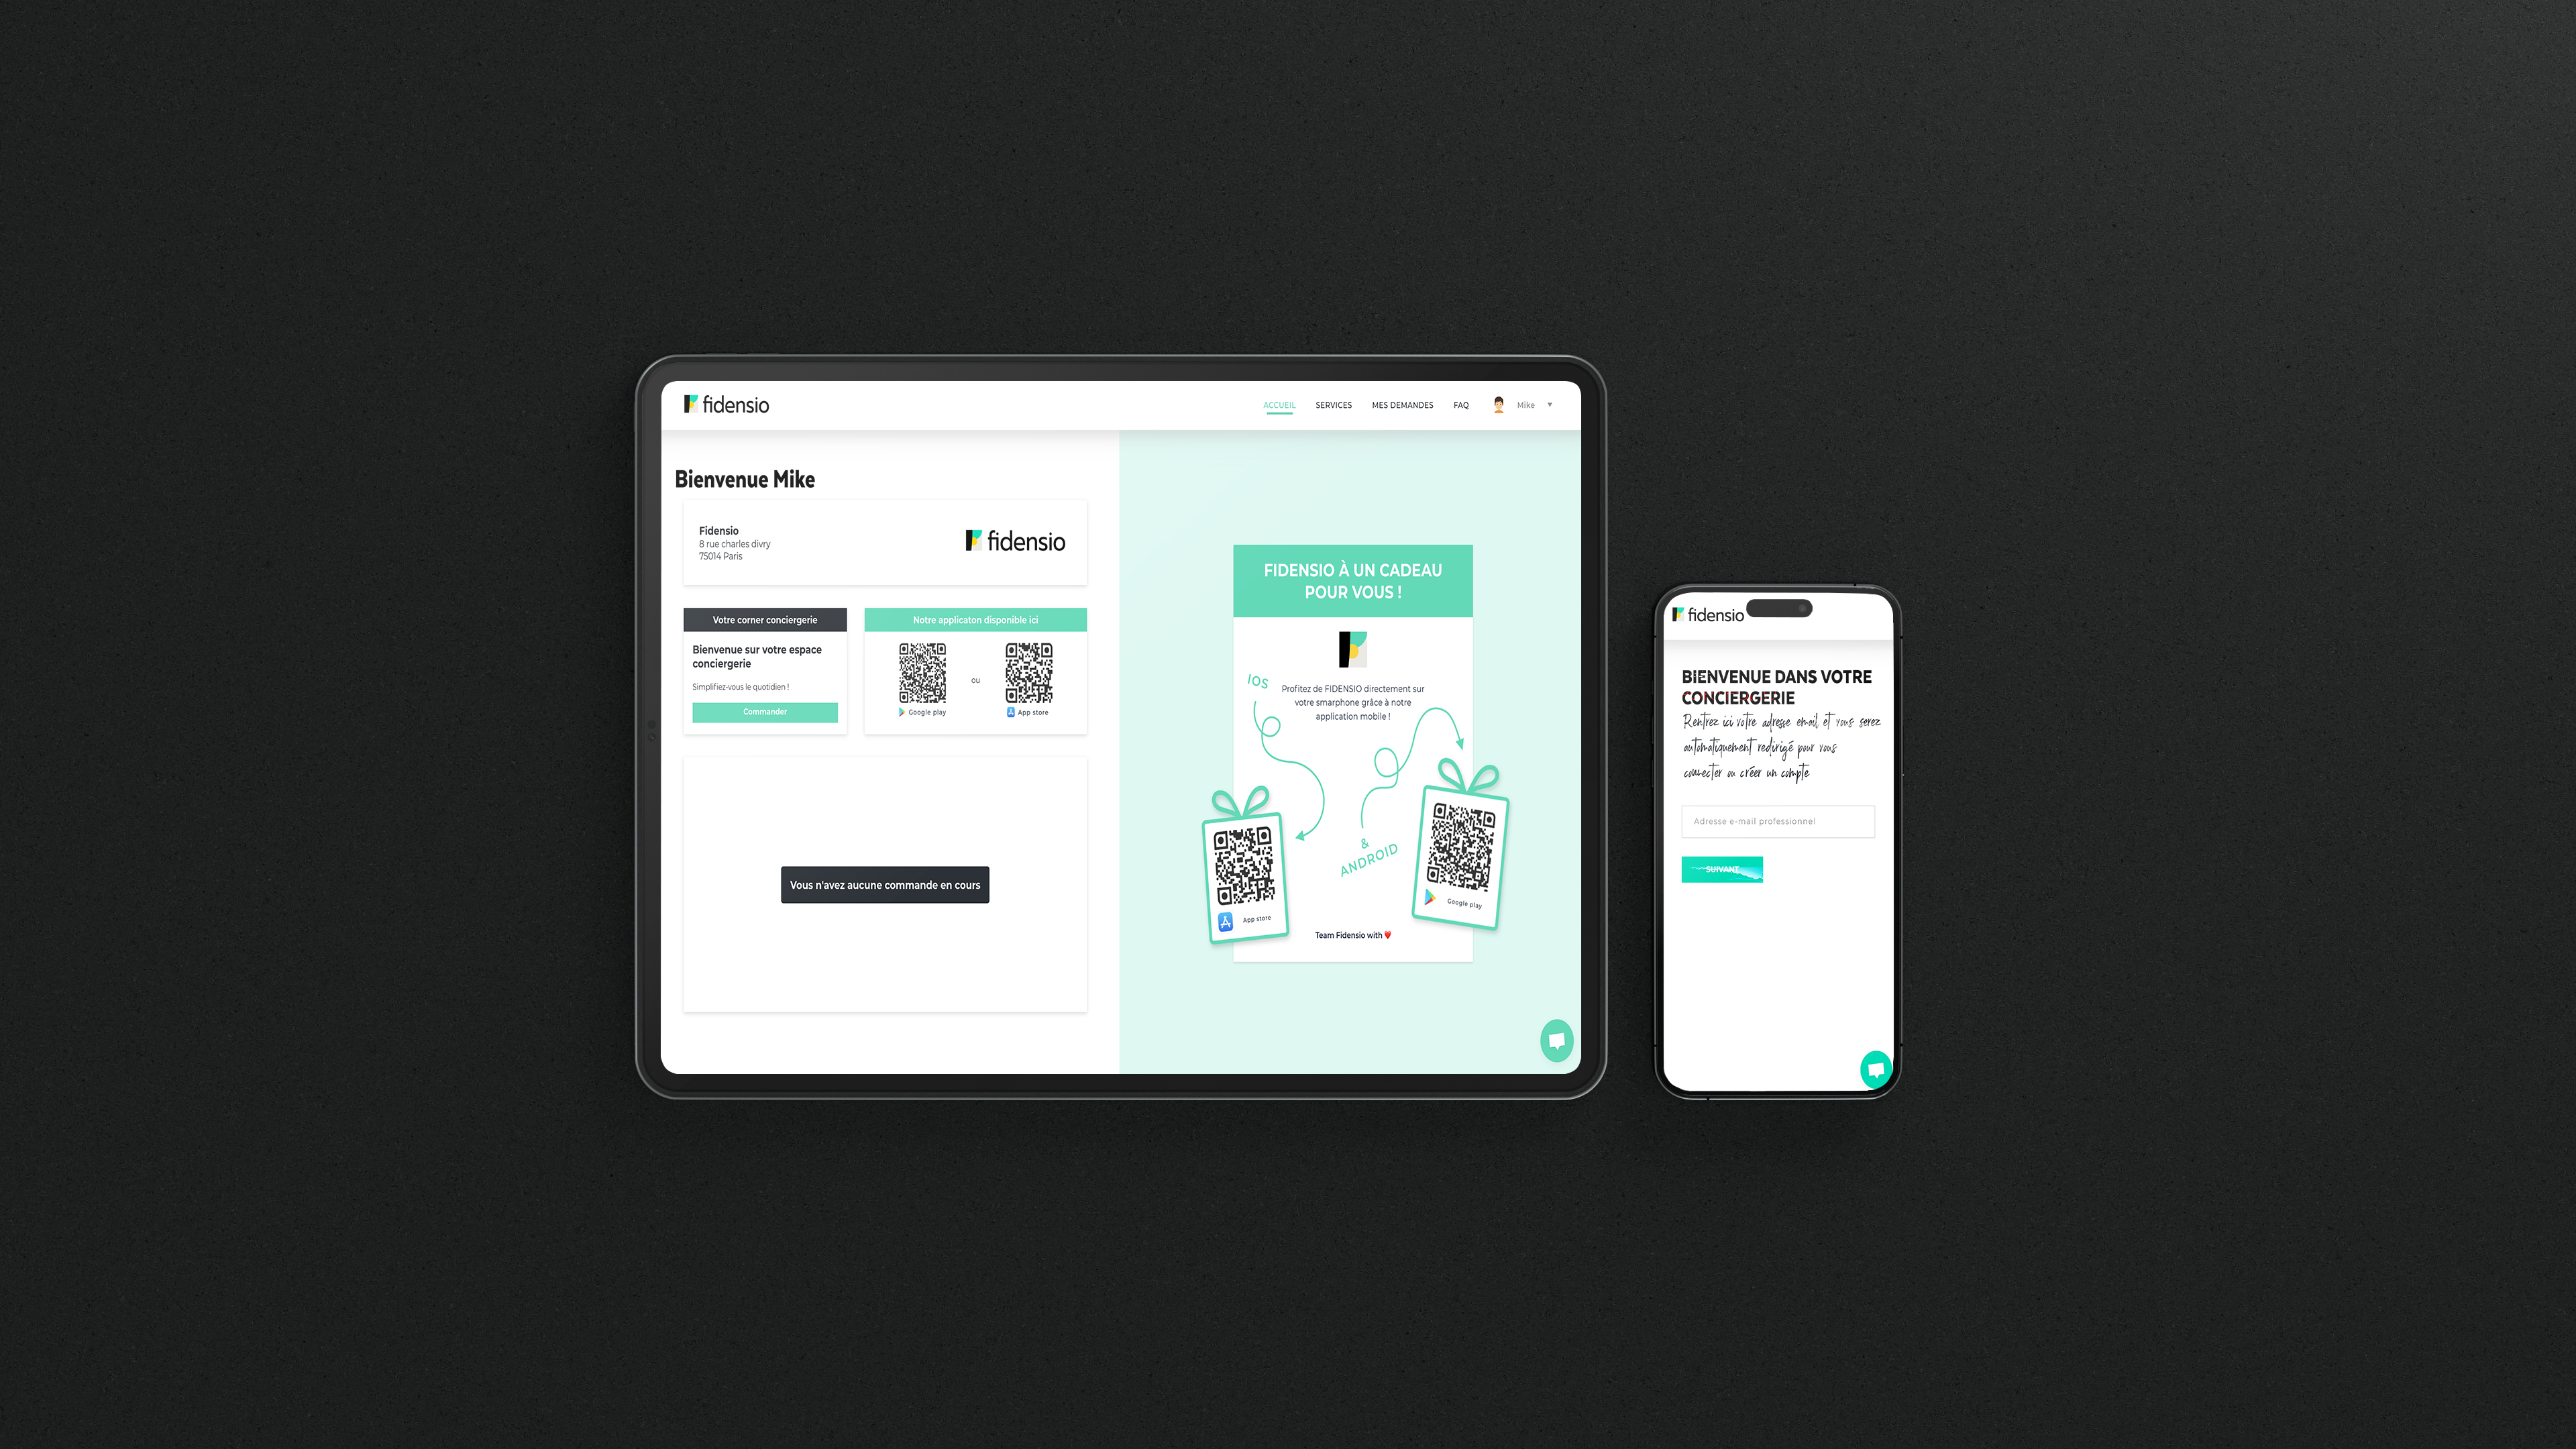 fidensio
ACCUEIL SERVICES MES DEMANDES FAQ Mike
Bienvenue Mike
Fidensio
8 rue charles divry
75014 Paris
fidensio
Votre corner conciergerie
Bienvenue sur votre espace
conciergerie
Simplifiez-vous le quotidien !
Commander
Notre applicaton disponible ici
ou
Google play
App store
Vous n'avez aucune commande en cours
FIDENSIO À UN CADEAU
POUR VOUS !
IOS
Profitez de FIDENSIO directement sur
votre smarphone grâce à notre
application mobile !
&
ANDROID
App store
Google play
Team Fidensio with ❤️
fidensio
BIENVENUE DANS VOTRE
CONCIERGERIE
Rentrez ici votre adresse email et vous serez
automatiquement redirigé pour vous
connecter ou créer un compte
Adresse e-mail professionnel
SUIVANT